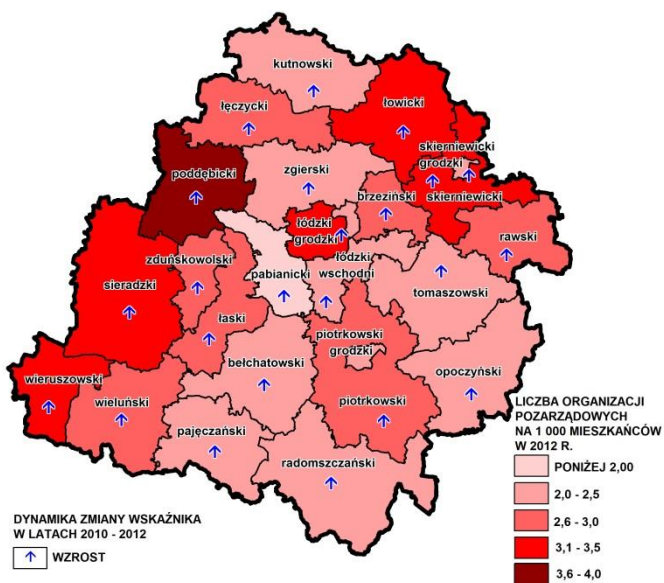 kutnowski
łęczycki
łowicki
skierniewicki
grodzki
skierniewicki
poddębicki
zgierski
brzeziński
łódzki
grodzki
rawski
zduńskowolski
pabianicki
łódzki
wschodni
sieradzki
tomaszowski
łaski
piotrkowski
grodzki
bełchatowski
opoczyński
wieruszowski
wieluński
piotrkowski
pajęczański
radomszczański
LICZBA ORGANIZACJI
POZARZĄDOWYCH
NA 1 000 MIESZKAŃCÓW
W 2012 R.
PONIŻEJ 2,00
2,0 - 2,5
2,6 - 3,0
3,1 - 3,5
3,6 - 4,0
DYNAMIKA ZMIANY WSKAŹNIKA
W LATACH 2010 - 2012
WZROST